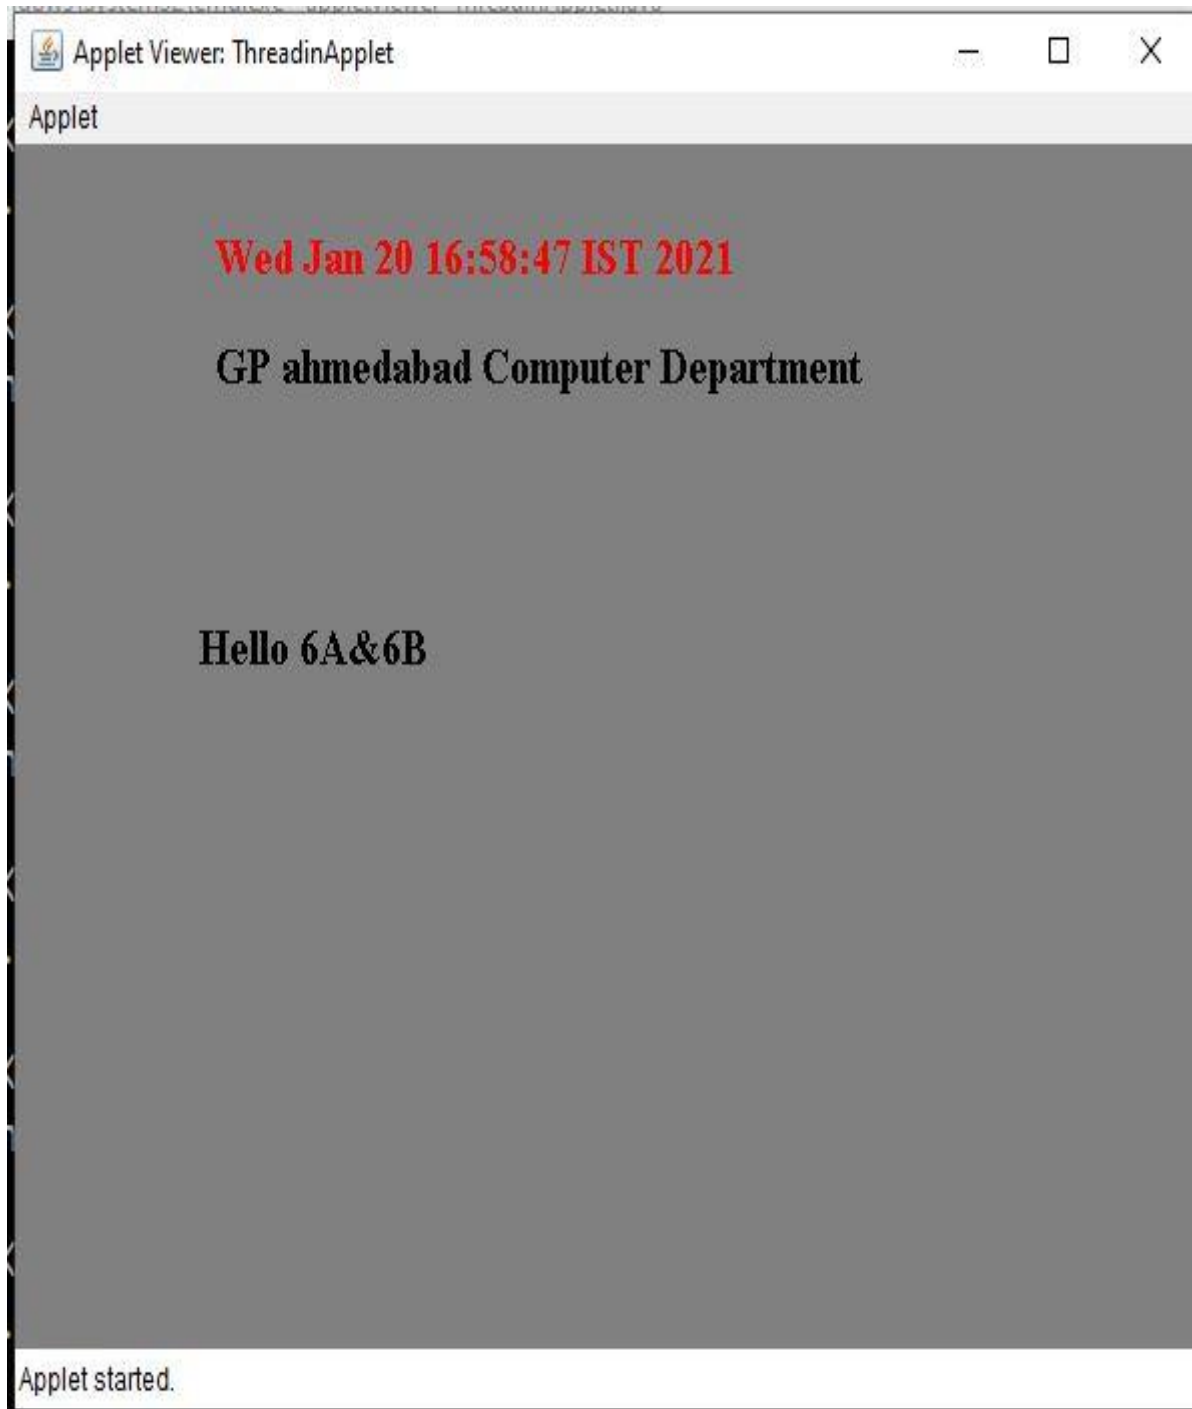 Applet Viewer: ThreadinApplet
Applet
Wed Jan 20 16:58:47 IST 2021
GP ahmedabad Computer Department
Hello 6A&6B
Applet started.